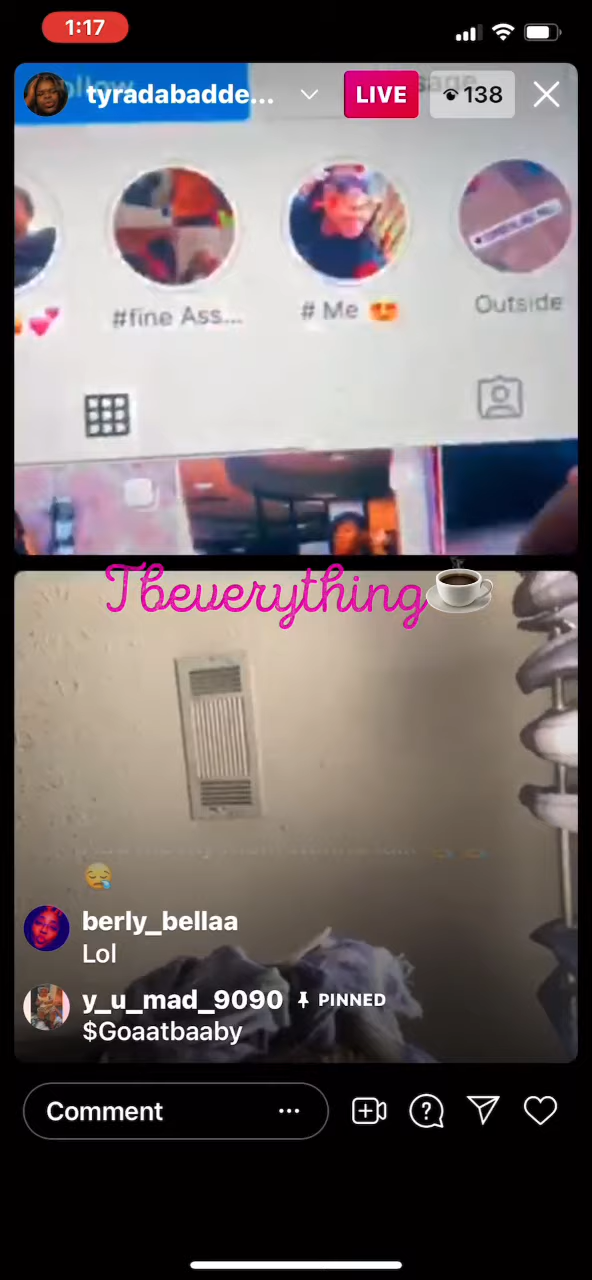 1:17
tyradabadde...
LIVE
138
#fine Ass...
# Me 😍
Outside
Tbeverything☕
😪
berly_bellaa
Lol
y_u_mad_9090 PINNED
$Goaatbaaby
Comment